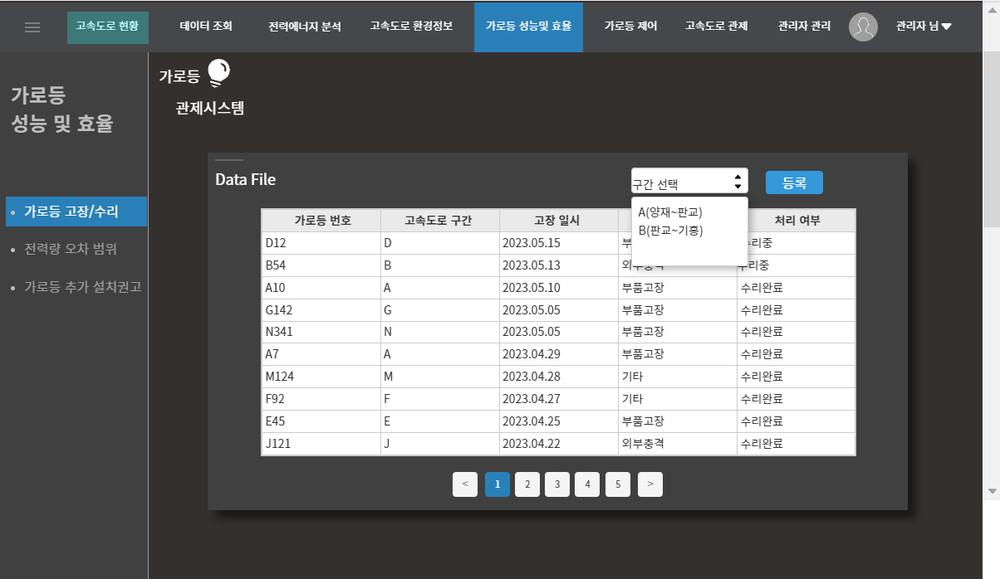 고속도로 현황 데이터 조회 전력에너지 분석 고속도로 환경정보 가로등 성능및 효율 가로등 제어 고속도로 관제 관리자 관리 관리자 님
가로등
성능 및 효율
가로등 고장/수리
전력량 오차 범위
가로등 추가 설치권고
가로등
관제시스템
Data File 구간 선택 등록
A(양재~판교)
B(판교~기흥)
가로등 번호 고속도로 구간 고장 일시 처리 여부
D12 D 2023.05.15 리중
B54 B 2023.05.13 리중
A10 A 2023.05.10 부품고장 수리완료
G142 G 2023.05.05 부품고장 수리완료
N341 N 2023.05.05 부품고장 수리완료
A7 A 2023.04.29 부품고장 수리완료
M124 M 2023.04.28 기타 수리완료
F92 F 2023.04.27 기타 수리완료
E45 E 2023.04.25 부품고장 수리완료
J121 J 2023.04.22 외부충격 수리완료
< 1 2 3 4 5 >